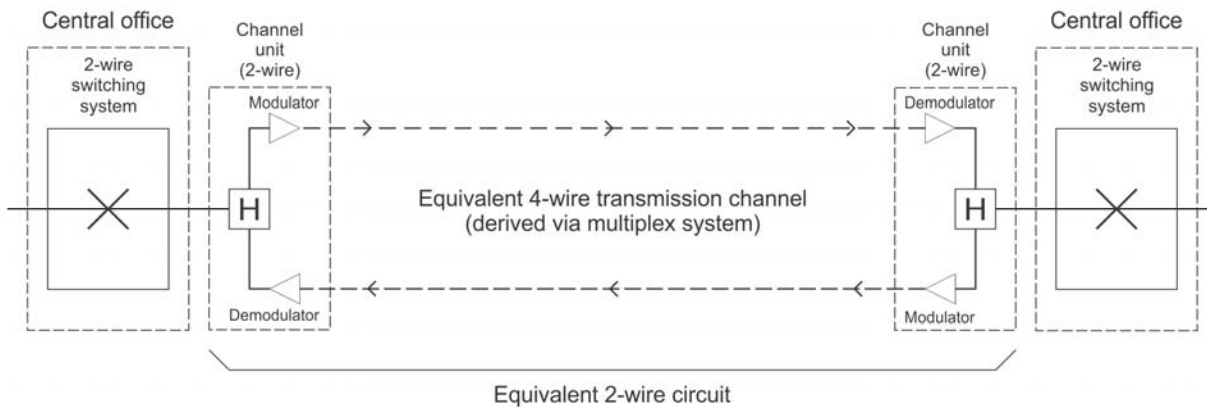 Central office
2-wire
switching
system
Channel
unit
(2-wire)
Modulator
H
Demodulator
Equivalent 4-wire transmission channel
(derived via multiplex system)
Channel
unit
(2-wire)
Demodulator
H
Modulator
Central office
2-wire
switching
system
Equivalent 2-wire circuit